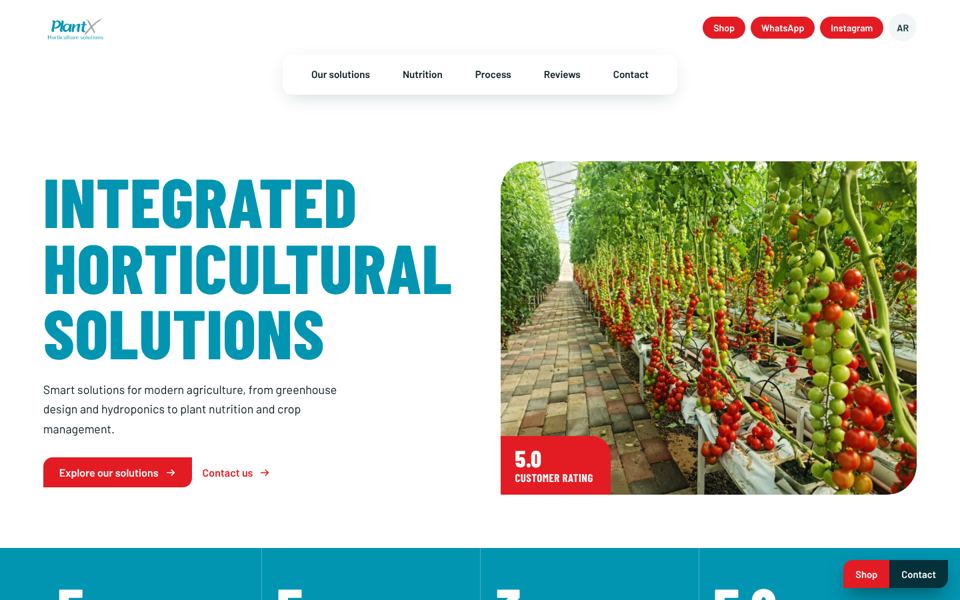 PlantX
Horticulture solutions
Shop
WhatsApp
Instagram
AR
Our solutions
Nutrition
Process
Reviews
Contact
INTEGRATED
HORTICULTURAL
SOLUTIONS
Smart solutions for modern agriculture, from greenhouse
design and hydroponics to plant nutrition and crop
management.
Explore our solutions →
Contact us →
5.0
CUSTOMER RATING
Shop
Contact